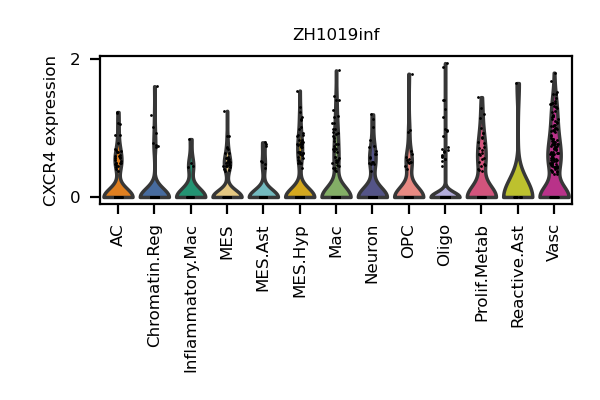 ZH1019inf
CXCR4 expression
2
0
AC
Chromatin.Reg
Inflammatory.Mac
MES
MES.Ast
MES.Hyp
Mac
Neuron
OPC
Oligo
Prolif.Metab
Reactive.Ast
Vasc